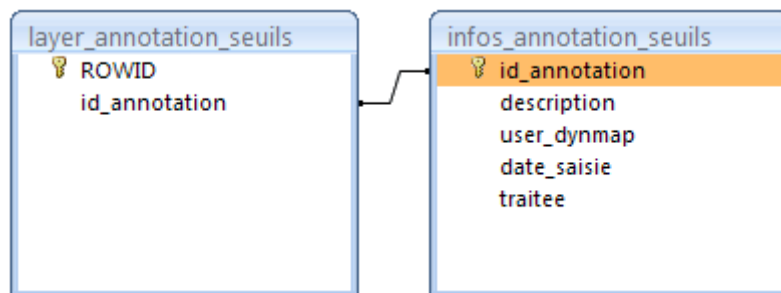 layer_annotation_seuils
ROWID
id_annotation
infos_annotation_seuils
id_annotation
description
user_dynmap
date_saisie
traitee